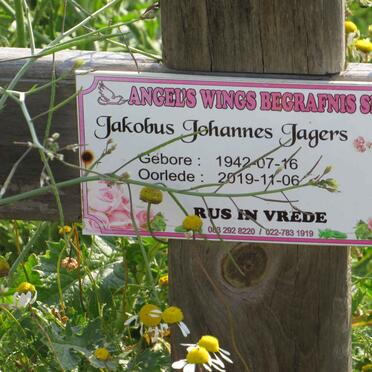 ANGEL'S WINGS BEGRAFNIS
Jakobus Johannes Jagers
Gebore : 1942-07-16
Oorlede : 2019-11-06
RUS IN VREDE
083 292 8220 / 022-783 1919